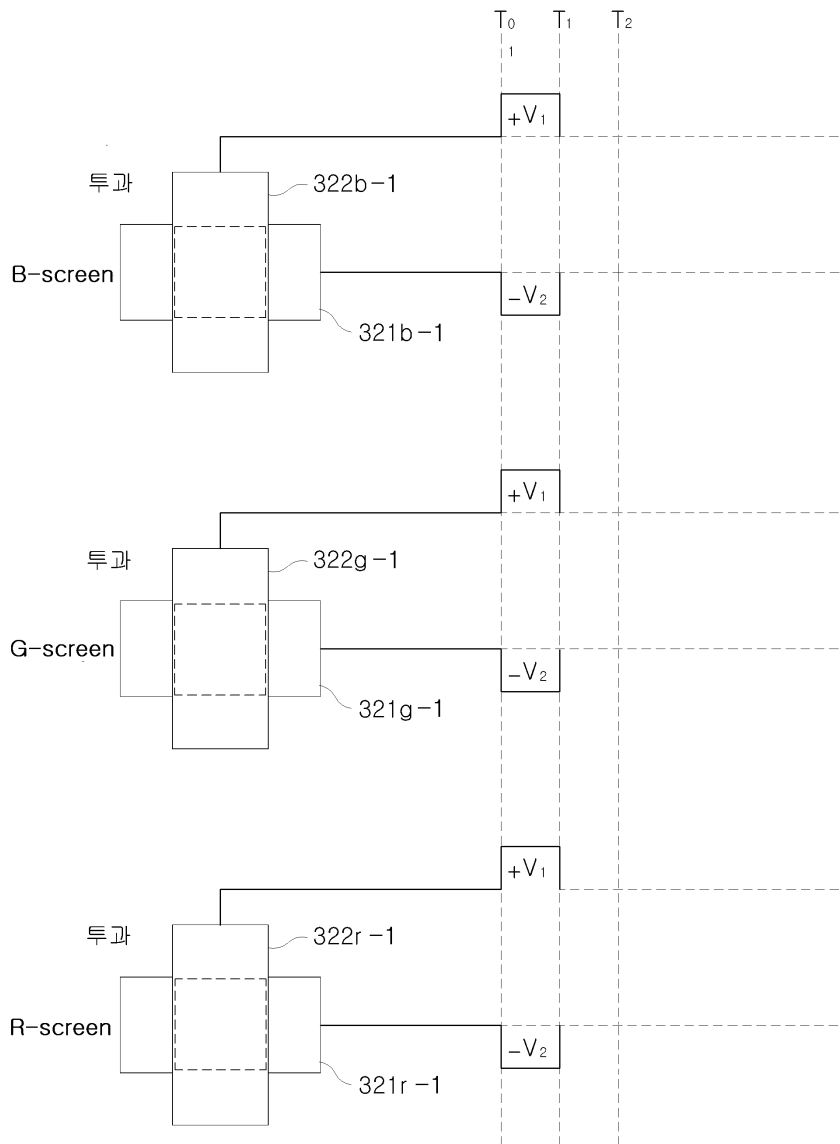 T0 T1 T2
1
+V1
투과
322b-1
B-screen
-V2
321b-1
+V1
투과
322g-1
G-screen
-V2
321g-1
+V1
투과
322r-1
R-screen
-V2
321r-1